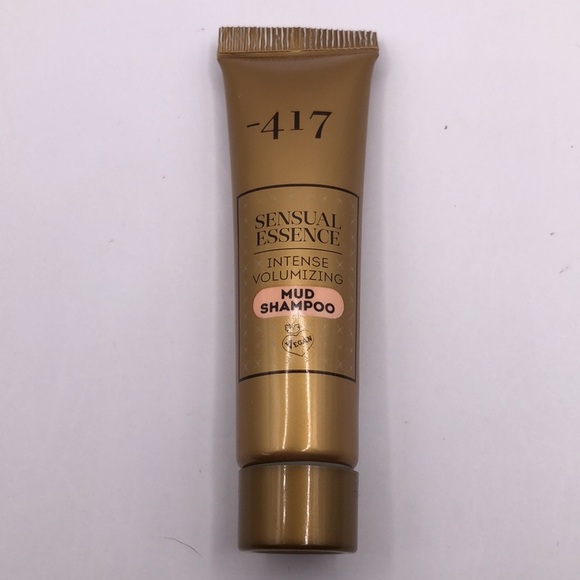 -417
SENSUAL
ESSENCE
INTENSE
VOLUMIZING
MUD
SHAMPOO
VEGAN